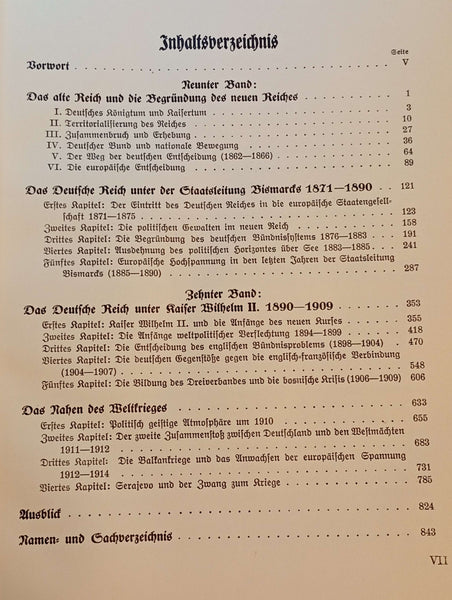 Inhaltsverzeichnis
Seite
Vorwort . . . . . . . . . . . . . . . . . . . . V
Neunter Band:
Das alte Reich und die Begründung des neuen Reiches . . . . . . . 1
I. Deutsches Königtum und Kaisertum . . . . . . . . . . . 3
II. Territorialisierung des Reiches . . . . . . . . . . . . 10
III. Zusammenbruch und Erhebung . . . . . . . . . . . . 27
IV. Deutscher Bund und nationale Bewegung . . . . . . . . . 36
V. Der Weg der deutschen Entscheidung (1862—1866) . . . . . . . 64
VI. Die europäische Entscheidung . . . . . . . . . . . . 89
Das Deutsche Reich unter der Staatsleitung Bismarcks 1871—1890 . . 121
Erstes Kapitel: Der Eintritt des Deutschen Reiches in die europäische Staatengesell-
schaft 1871—1875 . . . . . . . . . . . . . . . 123
Zweites Kapitel: Die politischen Gewalten im neuen Reich . . . . . . 158
Drittes Kapitel: Die Begründung des deutschen Bündnissystems 1876—1883 . . 191
Viertes Kapitel: Ausdehnung des politischen Horizontes über See 1883—1885 . . 241
Fünftes Kapitel: Europäische Hochspannung in den letzten Jahren der Staatsleitung
Bismarcks (1885—1890) . . . . . . . . . . . . . . 287
Zehnter Band:
Das Deutsche Reich unter Kaiser Wilhelm II. 1890—1909 . . . . . . 353
Erstes Kapitel: Kaiser Wilhelm II. und die Anfänge des neuen Kurses . . . . 355
Zweites Kapitel: Die Anfänge weltpolitischer Verflechtung 1894—1899 . . . . 418
Drittes Kapitel: Die Entscheidung des englischen Bündnisproblems (1898—1904) . 470
Viertes Kapitel: Die deutschen Gegenstöße gegen die englisch-französische Verbindung
(1904—1907) . . . . . . . . . . . . . . . . 548
Fünftes Kapitel: Die Bildung des Dreiverbandes und die bosnische Krisis (1906—1909) 606
Das Nahen des Weltkrieges . . . . . . . . . . . . . . 633
Erstes Kapitel: Politisch geistige Atmosphäre um 1910 . . . . . . . 655
Zweites Kapitel: Der zweite Zusammenstoß zwischen Deutschland und den Westmächten
1911—1912 . . . . . . . . . . . . . . . . . 683
Drittes Kapitel: Die Balkankriege und das Anwachsen der europäischen Spannung
1912—1914 . . . . . . . . . . . . . . . . . 731
Viertes Kapitel: Serajevo und der Zwang zum Kriege . . . . . . . 785
Ausblick . . . . . . . . . . . . . . . . . . . . 824
Namen- und Sachverzeichnis . . . . . . . . . . . . . . 843
VII